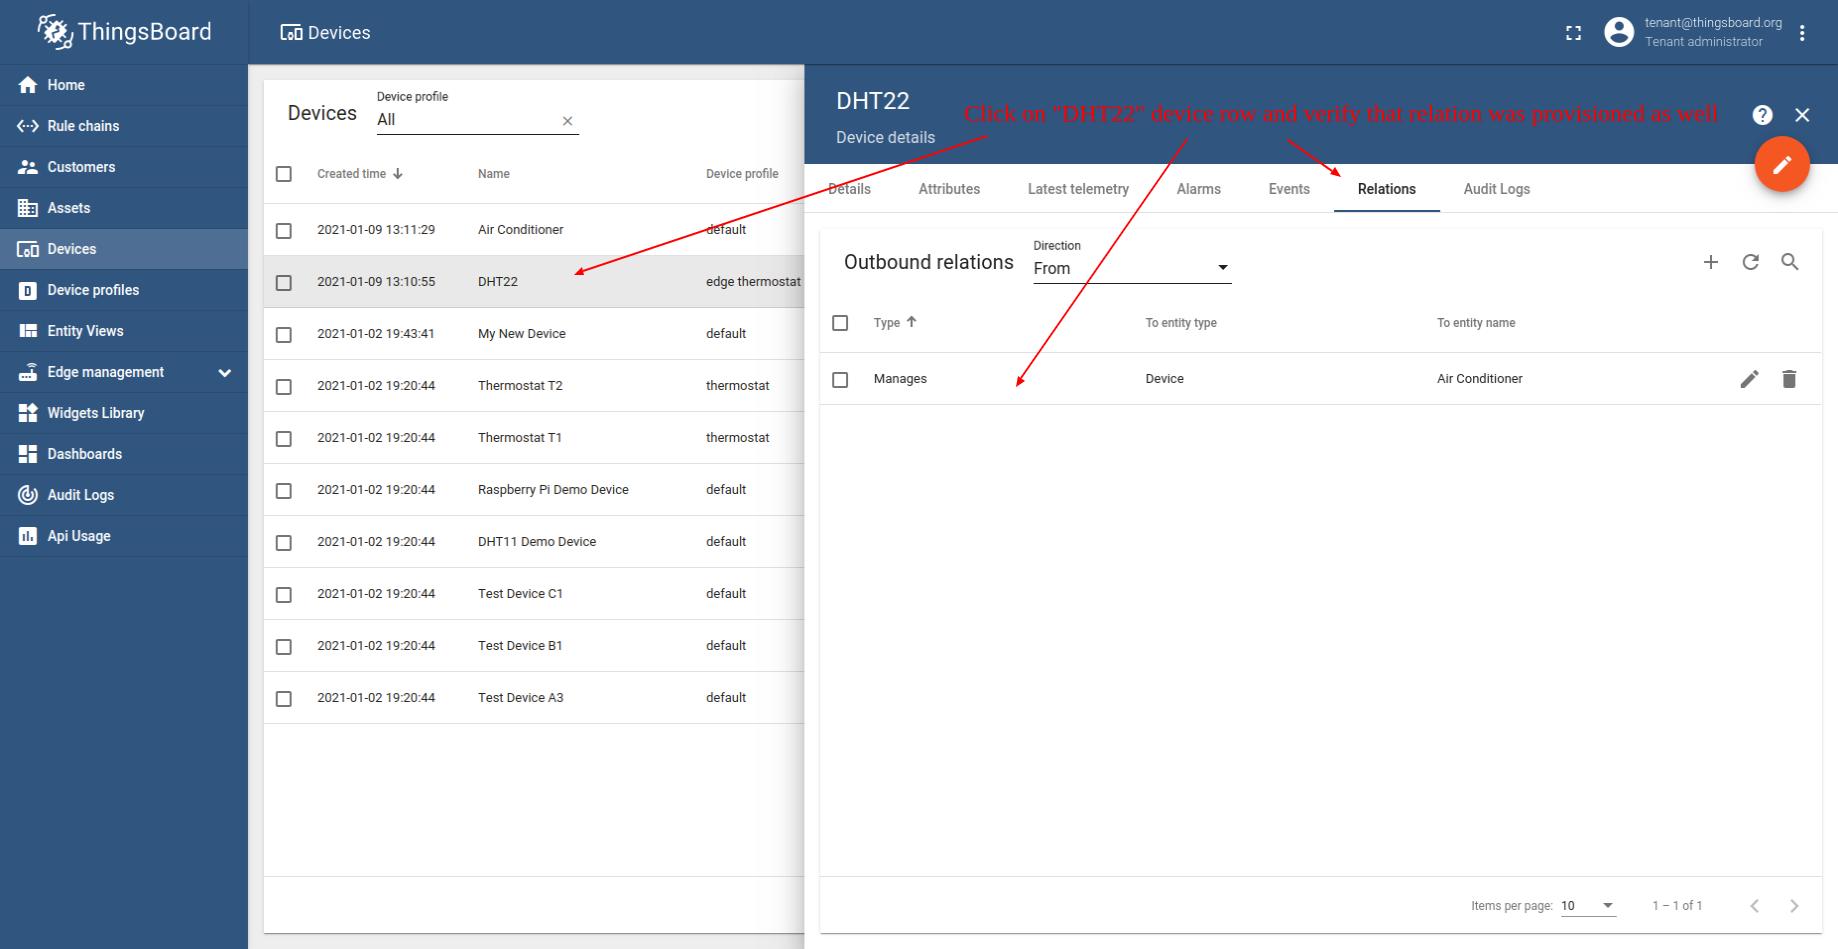 ThingsBoard
Devices
tenant@thingsboard.org
Tenant administrator
Home
Rule chains
Customers
Assets
Devices
Device profiles
Entity Views
Edge management
Widgets Library
Dashboards
Audit Logs
Api Usage
Devices
Device profile
All
Created time Name Device profile
2021-01-09 13:11:29 Air Conditioner default
2021-01-09 13:10:55 DHT22 edge thermostat
2021-01-02 19:43:41 My New Device default
2021-01-02 19:20:44 Thermostat T2 thermostat
2021-01-02 19:20:44 Thermostat T1 thermostat
2021-01-02 19:20:44 Raspberry Pi Demo Device default
2021-01-02 19:20:44 DHT11 Demo Device default
2021-01-02 19:20:44 Test Device C1 default
2021-01-02 19:20:44 Test Device B1 default
2021-01-02 19:20:44 Test Device A3 default
DHT22
Click on "DHT22" device row and verify that relation was provisioned as well
Device details
Details Attributes Latest telemetry Alarms Events Relations Audit Logs
Outbound relations
Direction
From
Type To entity type To entity name
Manages Device Air Conditioner
Items per page: 10 1 – 1 of 1